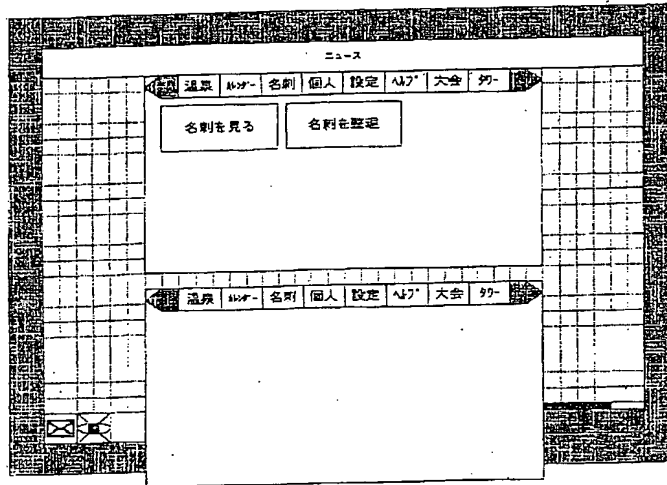 ニュース
温泉 ｶﾚﾝﾀﾞｰ 名刺 個人 設定 ﾍﾙﾌﾟ 大会 ﾀﾜｰ
名刺を見る 名刺を整理
温泉 ｶﾚﾝﾀﾞｰ 名刺 個人 設定 ﾍﾙﾌﾟ 大会 ﾀﾜｰ